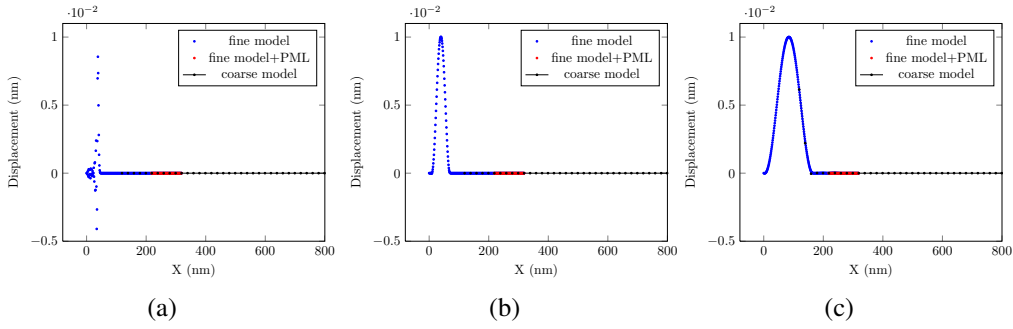 ·10⁻²
1
0.5
0
−0.5
0
200
400
600
800
X (nm)
Displacement (nm)
fine model
fine model+PML
coarse model
(a)
·10⁻²
1
0.5
0
−0.5
0
200
400
600
800
X (nm)
Displacement (nm)
fine model
fine model+PML
coarse model
(b)
·10⁻²
1
0.5
0
−0.5
0
200
400
600
800
X (nm)
Displacement (nm)
fine model
fine model+PML
coarse model
(c)